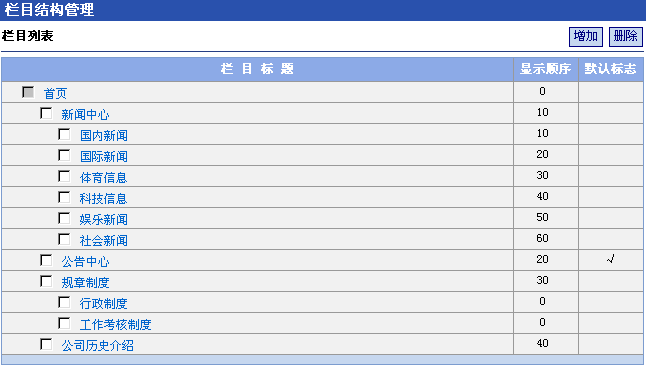 栏目结构管理
栏目列表 增加 删除
栏 目 标 题 显示顺序 默认标志
首页 0
新闻中心 10
国内新闻 10
国际新闻 20
体育信息 30
科技信息 40
娱乐新闻 50
社会新闻 60
公告中心 20 √
规章制度 30
行政制度 0
工作考核制度 0
公司历史介绍 40